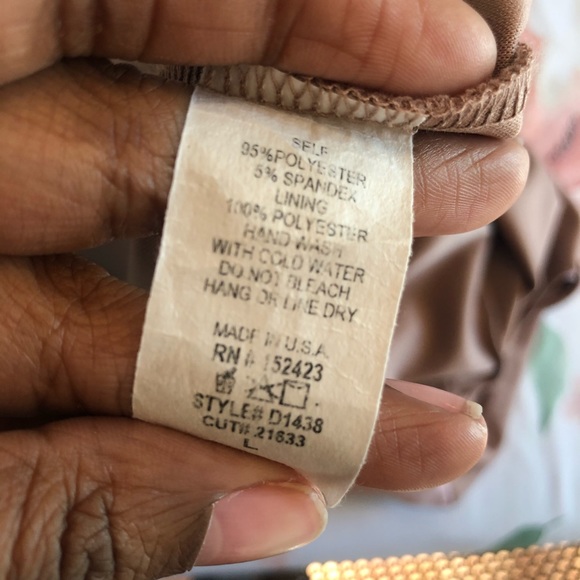 SELF
95%POLYESTER
5% SPANDEX
LINING
100% POLYESTER
HAND WASH
WITH COLD WATER
DO NOT BLEACH
HANG OR LINE DRY
MADE IN U.S.A.
RN # 152423
STYLE# D1438
CUT#.21633
L